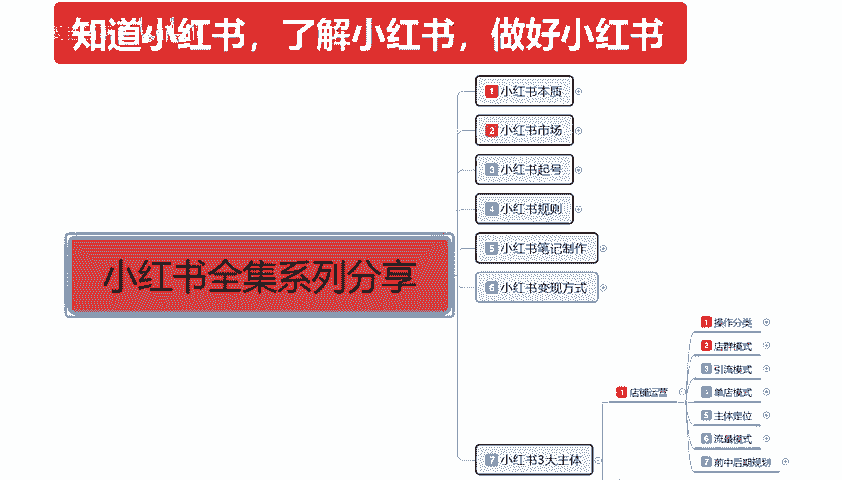 知道小红书，了解小红书，做好小红书
1 小红书本质
2 小红书市场
3 小红书起号
4 小红书规则
5 小红书笔记制作
6 小红书变现方式
小红书全集系列分享
7 小红书3大主体
1 店铺运营
1 操作分类
2 店群模式
3 引流模式
单店模式
5 主体定位
6 流量模式
7 前中后期规划